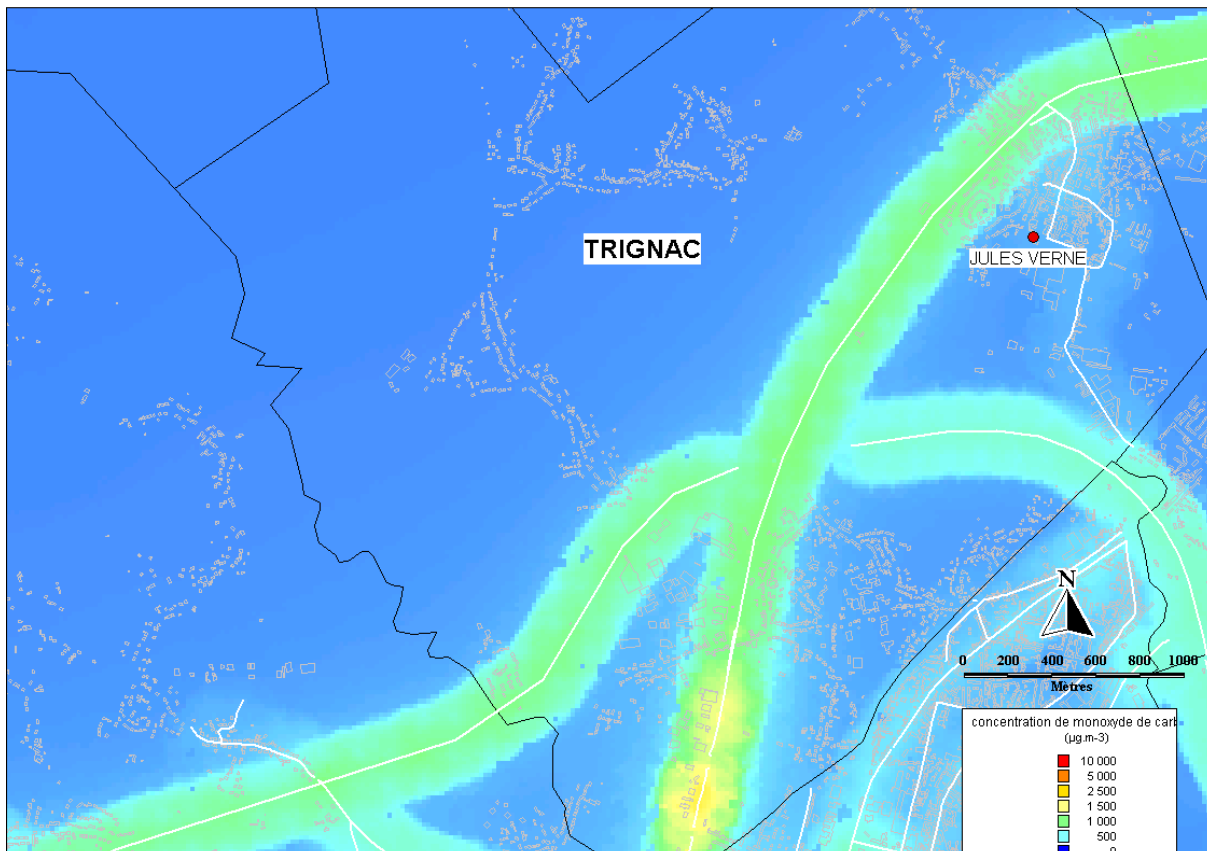 TRIGNAC
JULES VERNE
N
0 200 400 600 800 1000
Mètres
concentration de monoxyde de carb
(µg.m-3)
10 000
5 000
2 500
1 500
1 000
500
0